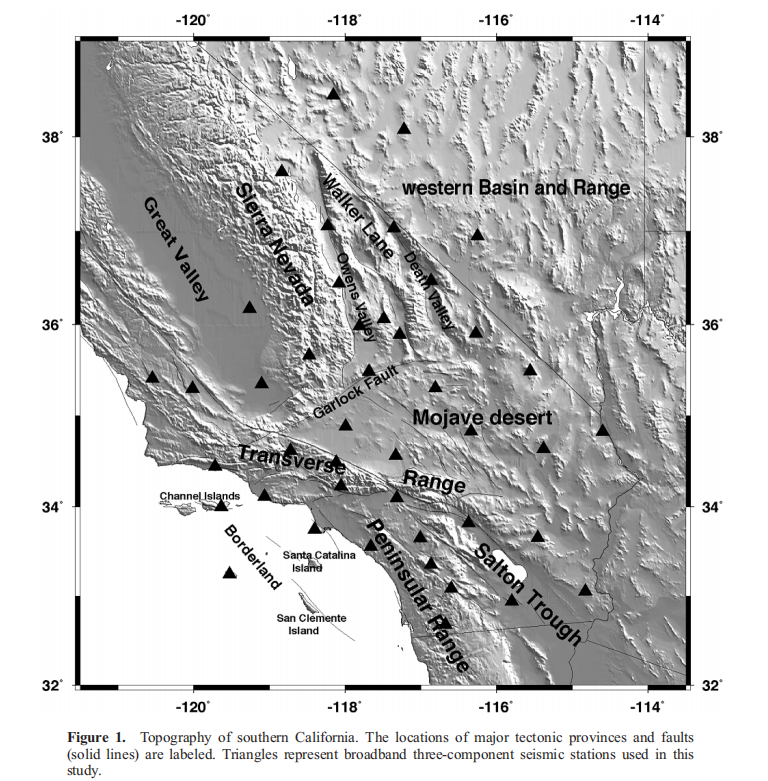 -120° -118° -116° -114°
38°
western Basin and Range
Walker Lane
Sierra Nevada
Great Valley
Owens Valley
Death Valley
36°
Garlock Fault
Mojave desert
Transverse
Range
Channel Islands
34°
Borderland
Santa Catalina
Island
Peninsular Range
Salton Trough
San Clemente
Island
32° 32°
-120° -118° -116° -114°
Figure 1. Topography of southern California. The locations of major tectonic provinces and faults
(solid lines) are labeled. Triangles represent broadband three-component seismic stations used in this
study.